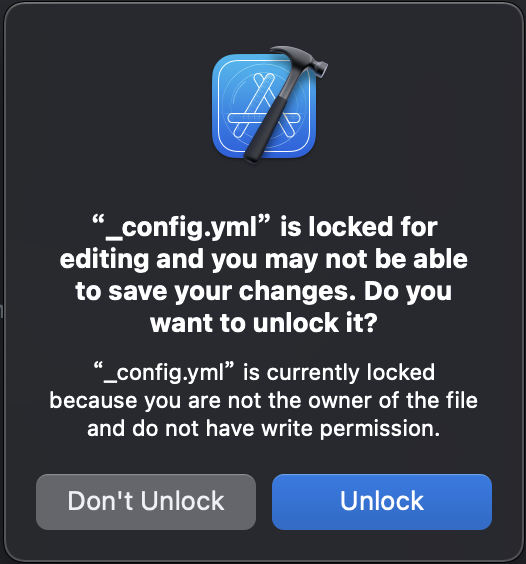 “_config.yml” is locked for
editing and you may not be able
to save your changes. Do you
want to unlock it?
“_config.yml” is currently locked
because you are not the owner of the file
and do not have write permission.
Don't Unlock
Unlock